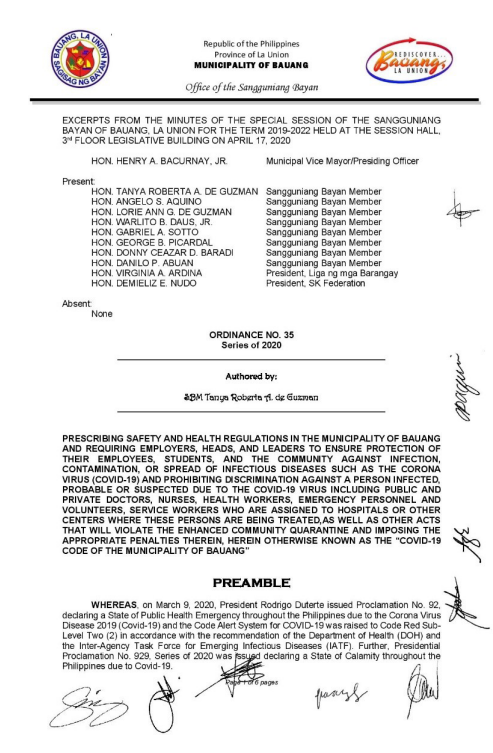 BAUANG, LA UNION
SAGISAG NG BAYAN
Republic of the Philippines
Province of La Union
MUNICIPALITY OF BAUANG
REDISCOVER...
Bauang,
LA UNION
Office of the Sangguniang Bayan
EXCERPTS FROM THE MINUTES OF THE SPECIAL SESSION OF THE SANGGUNIANG
BAYAN OF BAUANG, LA UNION FOR THE TERM 2019-2022 HELD AT THE SESSION HALL,
3rd FLOOR LEGISLATIVE BUILDING ON APRIL 17, 2020
HON. HENRY A. BACURNAY, JR. Municipal Vice Mayor/Presiding Officer
Present:
HON. TANYA ROBERTA A. DE GUZMAN Sangguniang Bayan Member
HON. ANGELO S. AQUINO Sangguniang Bayan Member
HON. LORIE ANN G. DE GUZMAN Sangguniang Bayan Member
HON. WARLITO B. DAUS, JR. Sangguniang Bayan Member
HON. GABRIEL A. SOTTO Sangguniang Bayan Member
HON. GEORGE B. PICARDAL Sangguniang Bayan Member
HON. DONNY CEAZAR D. BARADI Sangguniang Bayan Member
HON. DANILO P. ABUAN Sangguniang Bayan Member
HON. VIRGINIA A. ARDINA President, Liga ng mga Barangay
HON. DEMIELIZ E. NUDO President, SK Federation
Absent:
None
ORDINANCE NO. 35
Series of 2020
Authored by:
SBM Tanya Roberta A. de Guzman
PRESCRIBING SAFETY AND HEALTH REGULATIONS IN THE MUNICIPALITY OF BAUANG
AND REQUIRING EMPLOYERS, HEADS, AND LEADERS TO ENSURE PROTECTION OF
THEIR EMPLOYEES, STUDENTS, AND THE COMMUNITY AGAINST INFECTION,
CONTAMINATION, OR SPREAD OF INFECTIOUS DISEASES SUCH AS THE CORONA
VIRUS (COVID-19) AND PROHIBITING DISCRIMINATION AGAINST A PERSON INFECTED,
PROBABLE OR SUSPECTED DUE TO THE COVID-19 VIRUS INCLUDING PUBLIC AND
PRIVATE DOCTORS, NURSES, HEALTH WORKERS, EMERGENCY PERSONNEL AND
VOLUNTEERS, SERVICE WORKERS WHO ARE ASSIGNED TO HOSPITALS OR OTHER
CENTERS WHERE THESE PERSONS ARE BEING TREATED,AS WELL AS OTHER ACTS
THAT WILL VIOLATE THE ENHANCED COMMUNITY QUARANTINE AND IMPOSING THE
APPROPRIATE PENALTIES THEREIN, HEREIN OTHERWISE KNOWN AS THE "COVID-19
CODE OF THE MUNICIPALITY OF BAUANG"
PREAMBLE
WHEREAS, on March 9, 2020, President Rodrigo Duterte issued Proclamation No. 92,
declaring a State of Public Health Emergency throughout the Philippines due to the Corona Virus
Disease 2019 (Covid-19) and the Code Alert System for COVID-19 was raised to Code Red Sub-
Level Two (2) in accordance with the recommendation of the Department of Health (DOH) and
the Inter-Agency Task Force for Emerging Infectious Diseases (IATF). Further, Presidential
Proclamation No. 929, Series of 2020 was issued declaring a State of Calamity throughout the
Philippines due to Covid-19.
Page 1 of 6 pages